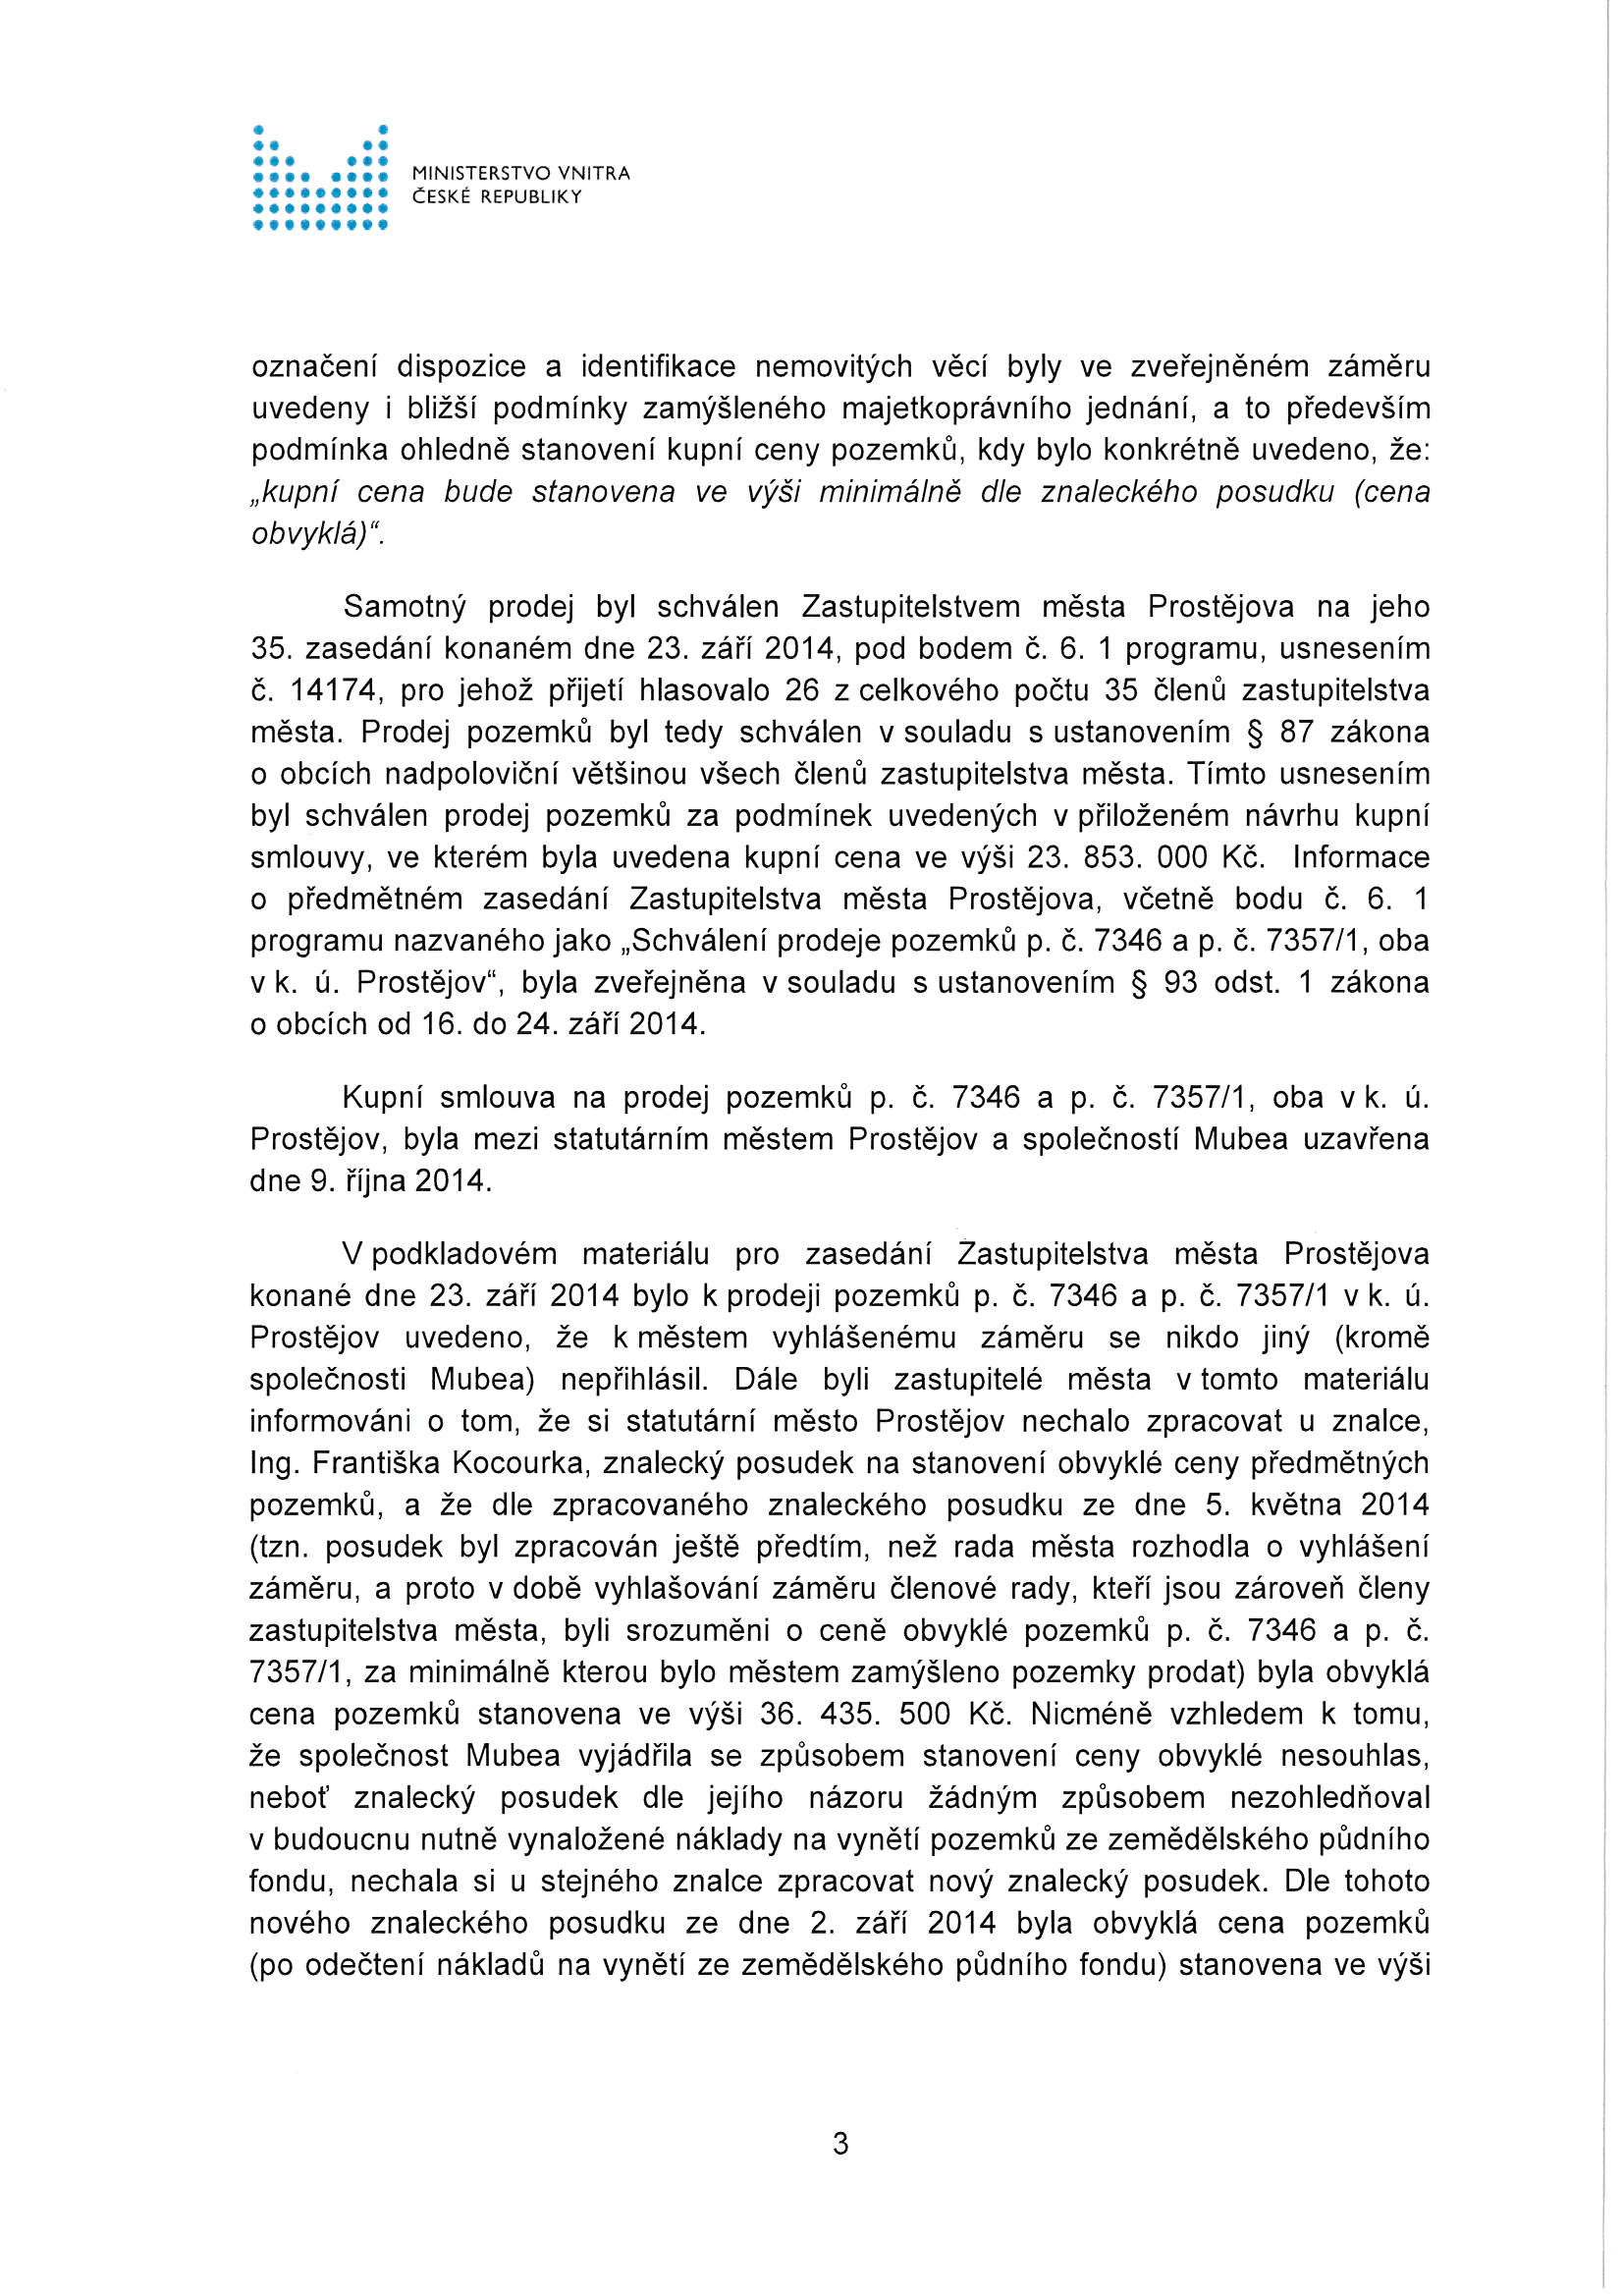 MINISTERSTVO VNITRA
ČESKÉ REPUBLIKY
označení dispozice a identifikace nemovitých věcí byly ve zveřejněném záměru
uvedeny i bližší podmínky zamýšleného majetkoprávního jednání, a to především
podmínka ohledně stanovení kupní ceny pozemků, kdy bylo konkrétně uvedeno, že:
„kupní cena bude stanovena ve výši minimálně dle znaleckého posudku (cena
obvyklá)“.
Samotný prodej byl schválen Zastupitelstvem města Prostějova na jeho
35. zasedání konaném dne 23. září 2014, pod bodem č. 6. 1 programu, usnesením
č. 14174, pro jehož přijetí hlasovalo 26 z celkového počtu 35 členů zastupitelstva
města. Prodej pozemků byl tedy schválen v souladu s ustanovením § 87 zákona
o obcích nadpoloviční většinou všech členů zastupitelstva města. Tímto usnesením
byl schválen prodej pozemků za podmínek uvedených v přiloženém návrhu kupní
smlouvy, ve kterém byla uvedena kupní cena ve výši 23. 853. 000 Kč. Informace
o předmětném zasedání Zastupitelstva města Prostějova, včetně bodu č. 6. 1
programu nazvaného jako „Schválení prodeje pozemků p. č. 7346 a p. č. 7357/1, oba
v k. ú. Prostějov“, byla zveřejněna v souladu s ustanovením § 93 odst. 1 zákona
o obcích od 16. do 24. září 2014.
Kupní smlouva na prodej pozemků p. č. 7346 a p. č. 7357/1, oba v k. ú.
Prostějov, byla mezi statutárním městem Prostějov a společností Mubea uzavřena
dne 9. října 2014.
V podkladovém materiálu pro zasedání Zastupitelstva města Prostějova
konané dne 23. září 2014 bylo k prodeji pozemků p. č. 7346 a p. č. 7357/1 v k. ú.
Prostějov uvedeno, že k městem vyhlášenému záměru se nikdo jiný (kromě
společnosti Mubea) nepřihlásil. Dále byli zastupitelé města v tomto materiálu
informováni o tom, že si statutární město Prostějov nechalo zpracovat u znalce,
Ing. Františka Kocourka, znalecký posudek na stanovení obvyklé ceny předmětných
pozemků, a že dle zpracovaného znaleckého posudku ze dne 5. května 2014
(tzn. posudek byl zpracován ještě předtím, než rada města rozhodla o vyhlášení
záměru, a proto v době vyhlašování záměru členové rady, kteří jsou zároveň členy
zastupitelstva města, byli srozuměni o ceně obvyklé pozemků p. č. 7346 a p. č.
7357/1, za minimálně kterou bylo městem zamýšleno pozemky prodat) byla obvyklá
cena pozemků stanovena ve výši 36. 435. 500 Kč. Nicméně vzhledem k tomu,
že společnost Mubea vyjádřila se způsobem stanovení ceny obvyklé nesouhlas,
neboť znalecký posudek dle jejího názoru žádným způsobem nezohledňoval
v budoucnu nutně vynaložené náklady na vynětí pozemků ze zemědělského půdního
fondu, nechala si u stejného znalce zpracovat nový znalecký posudek. Dle tohoto
nového znaleckého posudku ze dne 2. září 2014 byla obvyklá cena pozemků
(po odečtení nákladů na vynětí ze zemědělského půdního fondu) stanovena ve výši
3